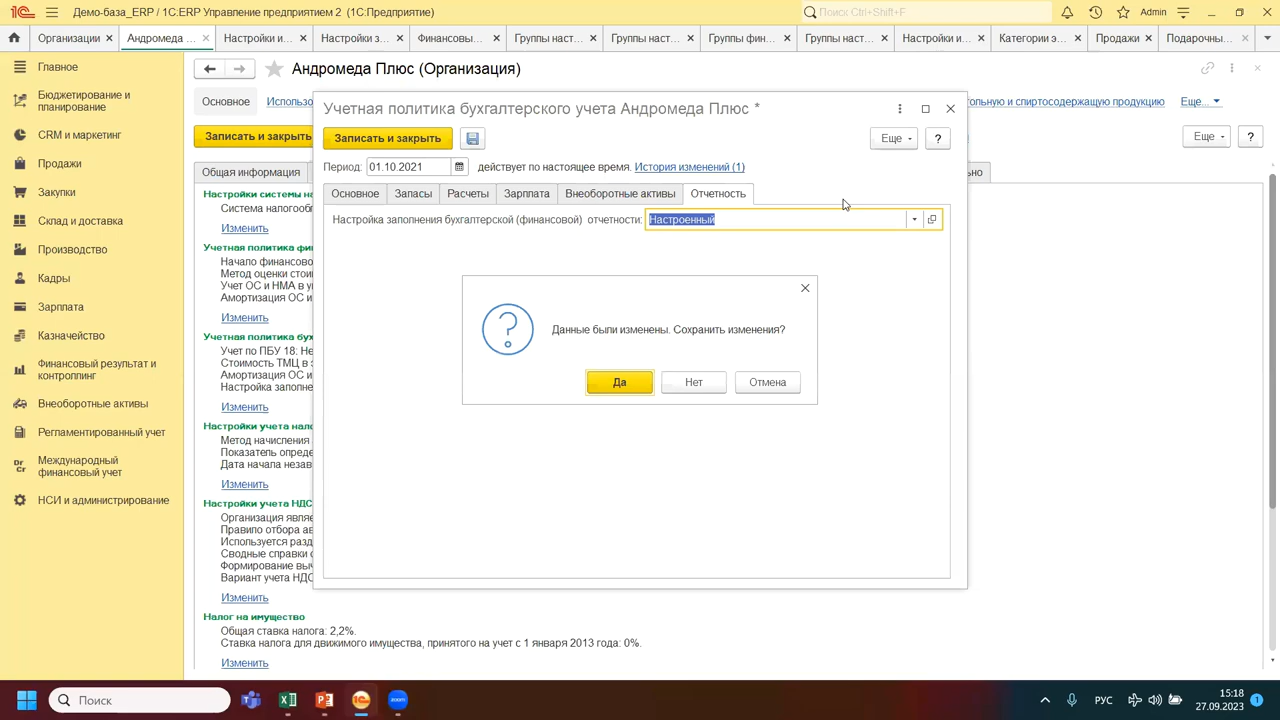 Демо-база_ERP / 1С:ERP Управление предприятием 2 (1С:Предприятие)
Поиск Ctrl+Shift+F
Admin
Организации
Андромеда ...
Настройки и...
Настройки з...
Финансовы...
Группы наст...
Группы наст...
Группы фин...
Группы наст...
Настройки и...
Категории э...
Продажи
Подарочны...
Главное
Бюджетирование и
планирование
CRM и маркетинг
Продажи
Закупки
Склад и доставка
Производство
Кадры
Зарплата
Казначейство
Финансовый результат и
контроллинг
Внеоборотные активы
Регламентированный учет
Международный
финансовый учет
НСИ и администрирование
Андромеда Плюс (Организация)
Основное
Использо
гольную и спиртосодержащую продукцию
Еще...
Записать и закрыть
Еще
?
Общая информация
ьно
Настройки системы на
Система налогообл
Изменить
Учетная политика фин
Начало финансово
Метод оценки стои
Учет ОС и НМА в у
Амортизация ОС и
Изменить
Учетная политика бух
Учет по ПБУ 18: Не
Стоимость ТМЦ в з
Амортизация ОС и
Настройка заполне
Изменить
Настройки учета нало
Метод начисления
Показатель опреде
Дата начала незав
Изменить
Настройки учета НДС
Организация являе
Правило отбора ав
Используется разд
Сводные справки о
Формирование выч
Вариант учета НДС
Изменить
Налог на имущество
Общая ставка налога: 2,2%.
Ставка налога для движимого имущества, принятого на учет с 1 января 2013 года: 0%.
Изменить
Учетная политика бухгалтерского учета Андромеда Плюс *
Записать и закрыть
Еще
?
Период: 01.10.2021 действует по настоящее время. История изменений (1)
Основное
Запасы
Расчеты
Зарплата
Внеоборотные активы
Отчетность
Настройка заполнения бухгалтерской (финансовой) отчетности: Настроенный
Данные были изменены. Сохранить изменения?
Да
Нет
Отмена
Поиск
РУС
15:18
27.09.2023